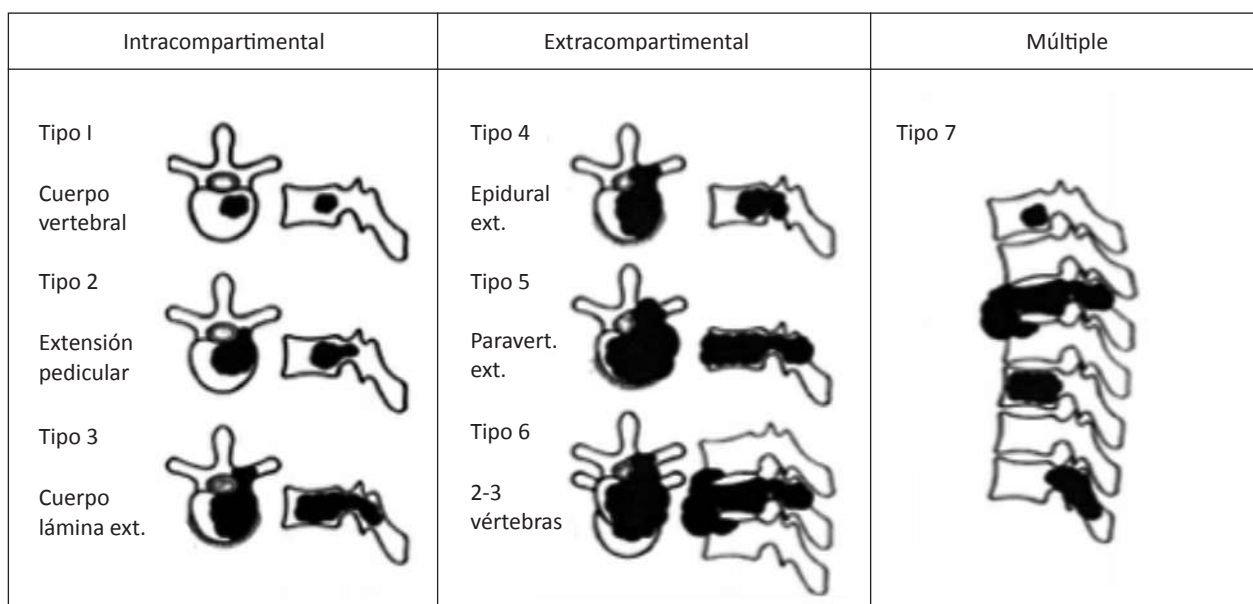 Intracompartimental
Extracompartimental
Múltiple
Tipo I
Cuerpo
vertebral
Tipo 2
Extensión
pedicular
Tipo 3
Cuerpo
lámina ext.
Tipo 4
Epidural
ext.
Tipo 5
Paravert.
ext.
Tipo 6
2-3
vértebras
Tipo 7